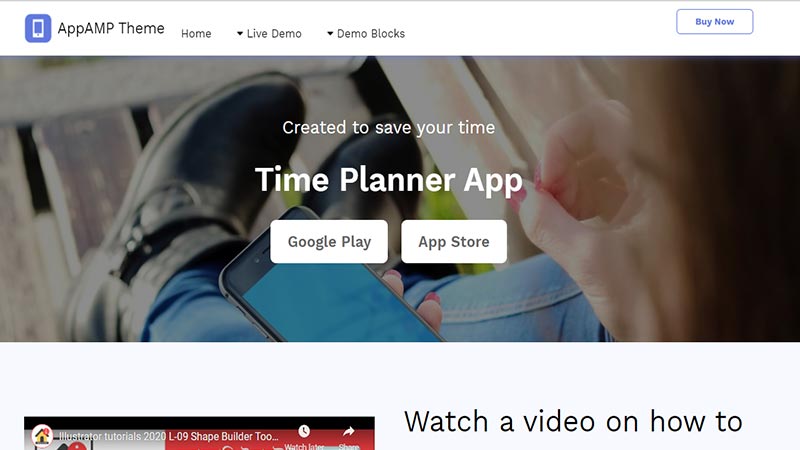 AppAMP Theme
Home
Live Demo
Demo Blocks
Buy Now
Created to save your time
Time Planner App
Google Play
App Store
Illustrator tutorials 2020 L-09 Shape Builder Too...
Watch later
Share
Watch a video on how to